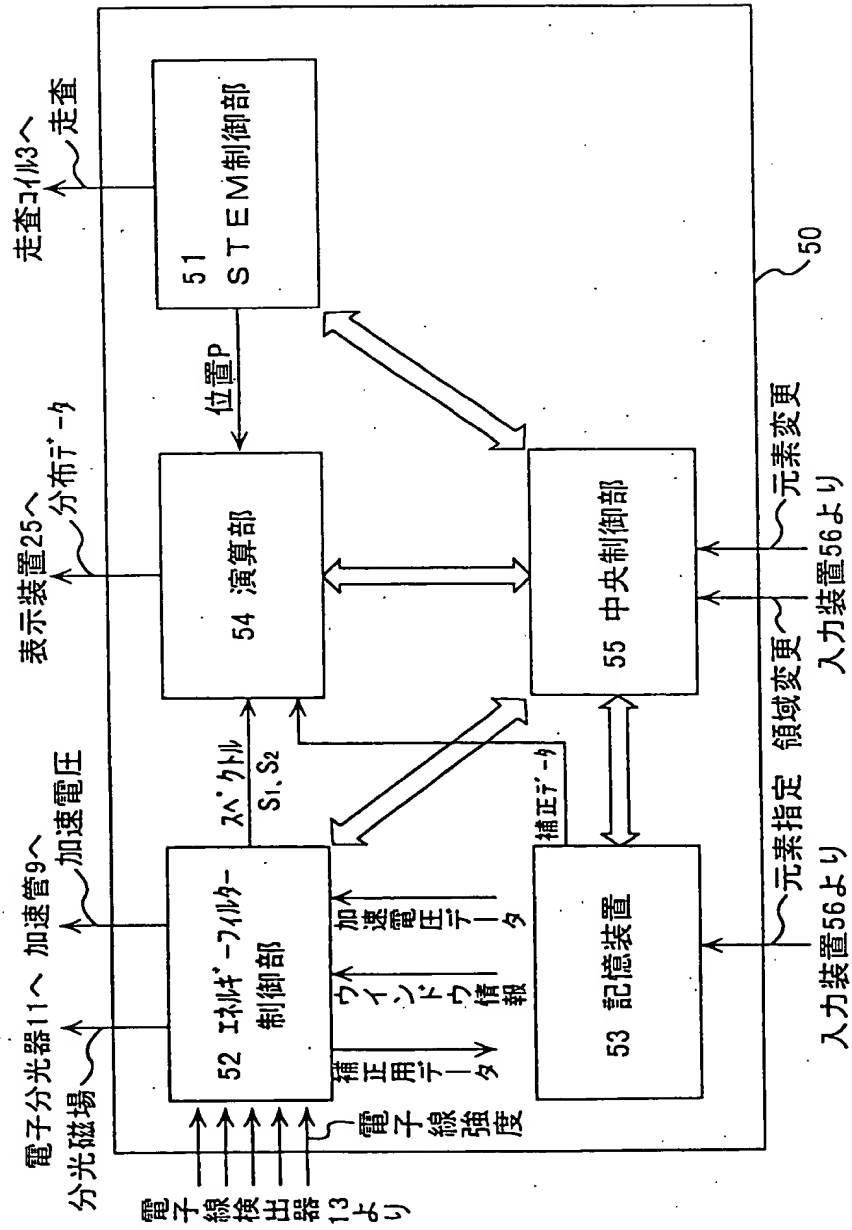 電子分光器11へ
分光磁場
加速管9へ
加速電圧
表示装置25へ
分布データ
走査コイル3へ
走査
電子線検出器13より
電子線強度
52 エネルギーフィルター
制御部
スペクトル
S1、S2
54 演算部
位置P
51
STEM制御部
補正用データ
ウインドウ情報
加速電圧データ
補正データ
53 記憶装置
55 中央制御部
50
元素指定
入力装置56より
領域変更
元素変更
入力装置56より